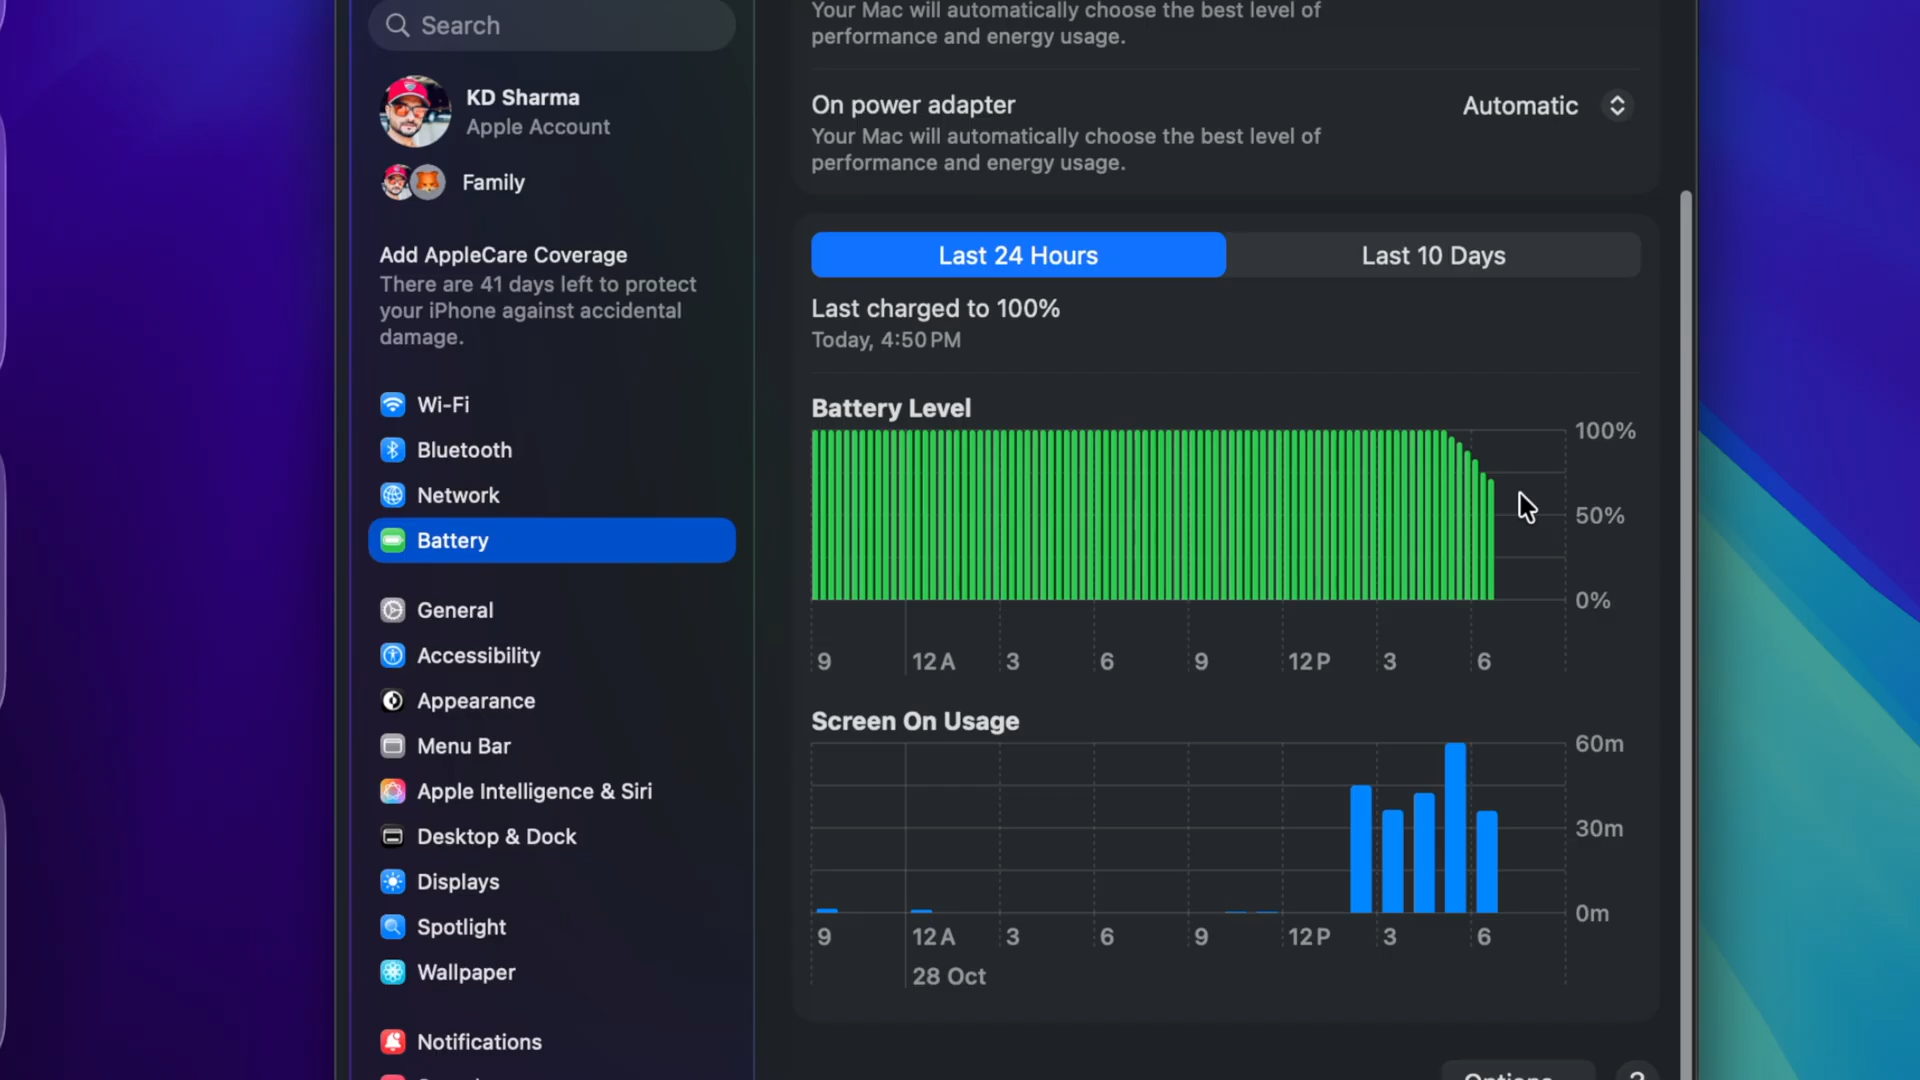 Search
KD Sharma
Apple Account
Family
Add AppleCare Coverage
There are 41 days left to protect
your iPhone against accidental
damage.
Wi-Fi
Bluetooth
Network
Battery
General
Accessibility
Appearance
Menu Bar
Apple Intelligence & Siri
Desktop & Dock
Displays
Spotlight
Wallpaper
Notifications
Your Mac will automatically choose the best level of
performance and energy usage.
On power adapter
Automatic
Your Mac will automatically choose the best level of
performance and energy usage.
Last 24 Hours
Last 10 Days
Last charged to 100%
Today, 4:50 PM
Battery Level
100%
50%
0%
9 12 A 3 6 9 12 P 3 6
Screen On Usage
60m
30m
0m
9 12 A 3 6 9 12 P 3 6
28 Oct
Options...
?